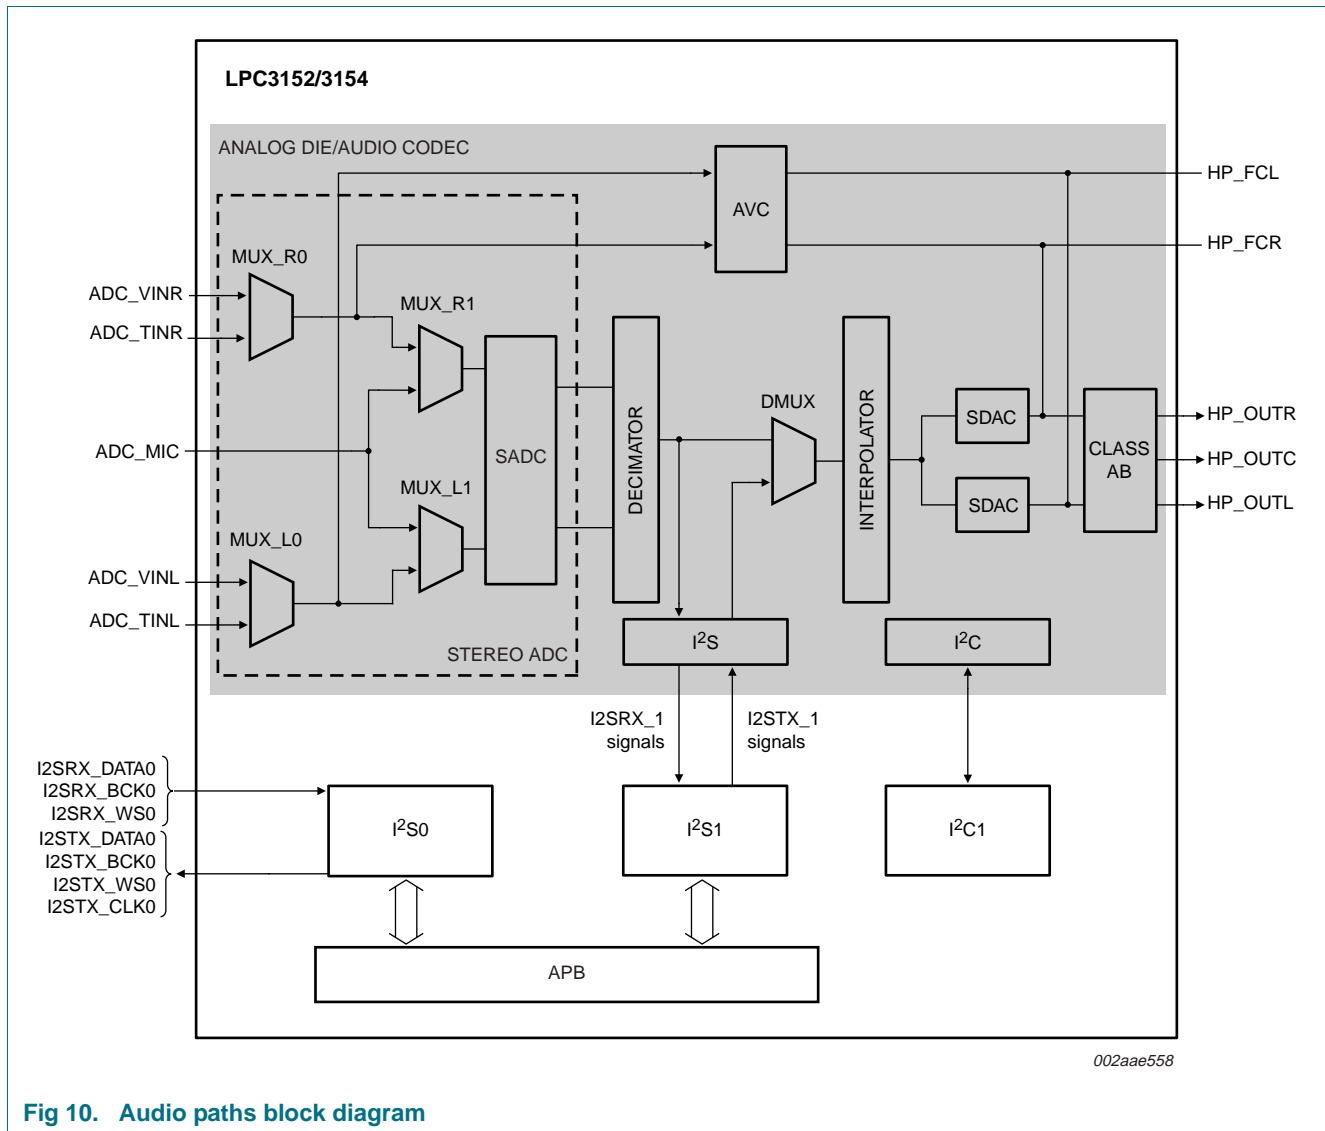 LPC3152/3154
ANALOG DIE/AUDIO CODEC
HP_FCL
AVC
HP_FCR
MUX_R0
ADC_VINR
MUX_R1
ADC_TINR
DMUX
HP_OUTR
SDAC
DECIMATOR
INTERPOLATOR
ADC_MIC
SADC
CLASS
AB
HP_OUTC
MUX_L1
SDAC
HP_OUTL
MUX_L0
ADC_VINL
ADC_TINL
I²S
I²C
STEREO ADC
I2SRX_1
signals
I2STX_1
signals
I2SRX_DATA0
I2SRX_BCK0
I2SRX_WS0
I2STX_DATA0
I2STX_BCK0
I2STX_WS0
I2STX_CLK0
I²S0
I²S1
I²C1
APB
002aae558
Fig 10. Audio paths block diagram